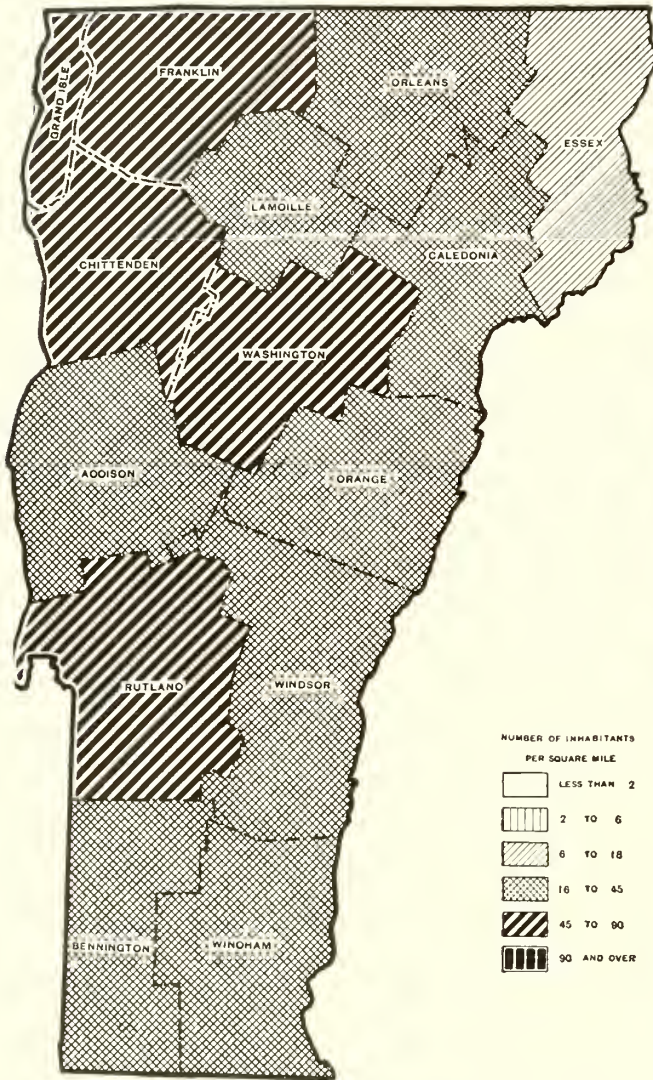 FRANKLIN
GRAND ISLE
ORLEANS
ESSEX
LAMOILLE
CHITTENDEN
CALEDONIA
WASHINGTON
ADDISON
ORANGE
RUTLAND
WINDSOR
BENNINGTON
WINDHAM
NUMBER OF INHABITANTS
PER SQUARE MILE
LESS THAN 2
2 TO 6
6 TO 18
18 TO 45
45 TO 90
90 AND OVER